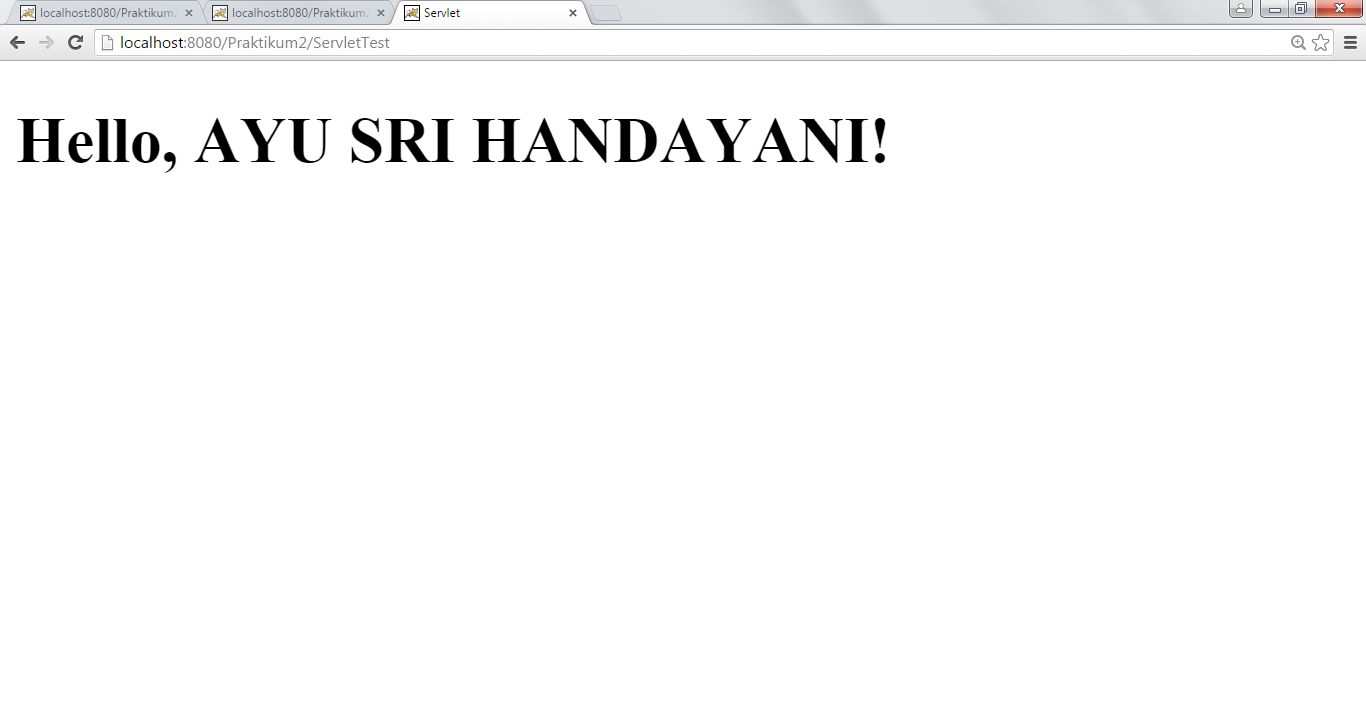 localhost:8080/Praktikum2
localhost:8080/Praktikum2
Servlet
localhost:8080/Praktikum2/ServletTest
Hello, AYU SRI HANDAYANI!